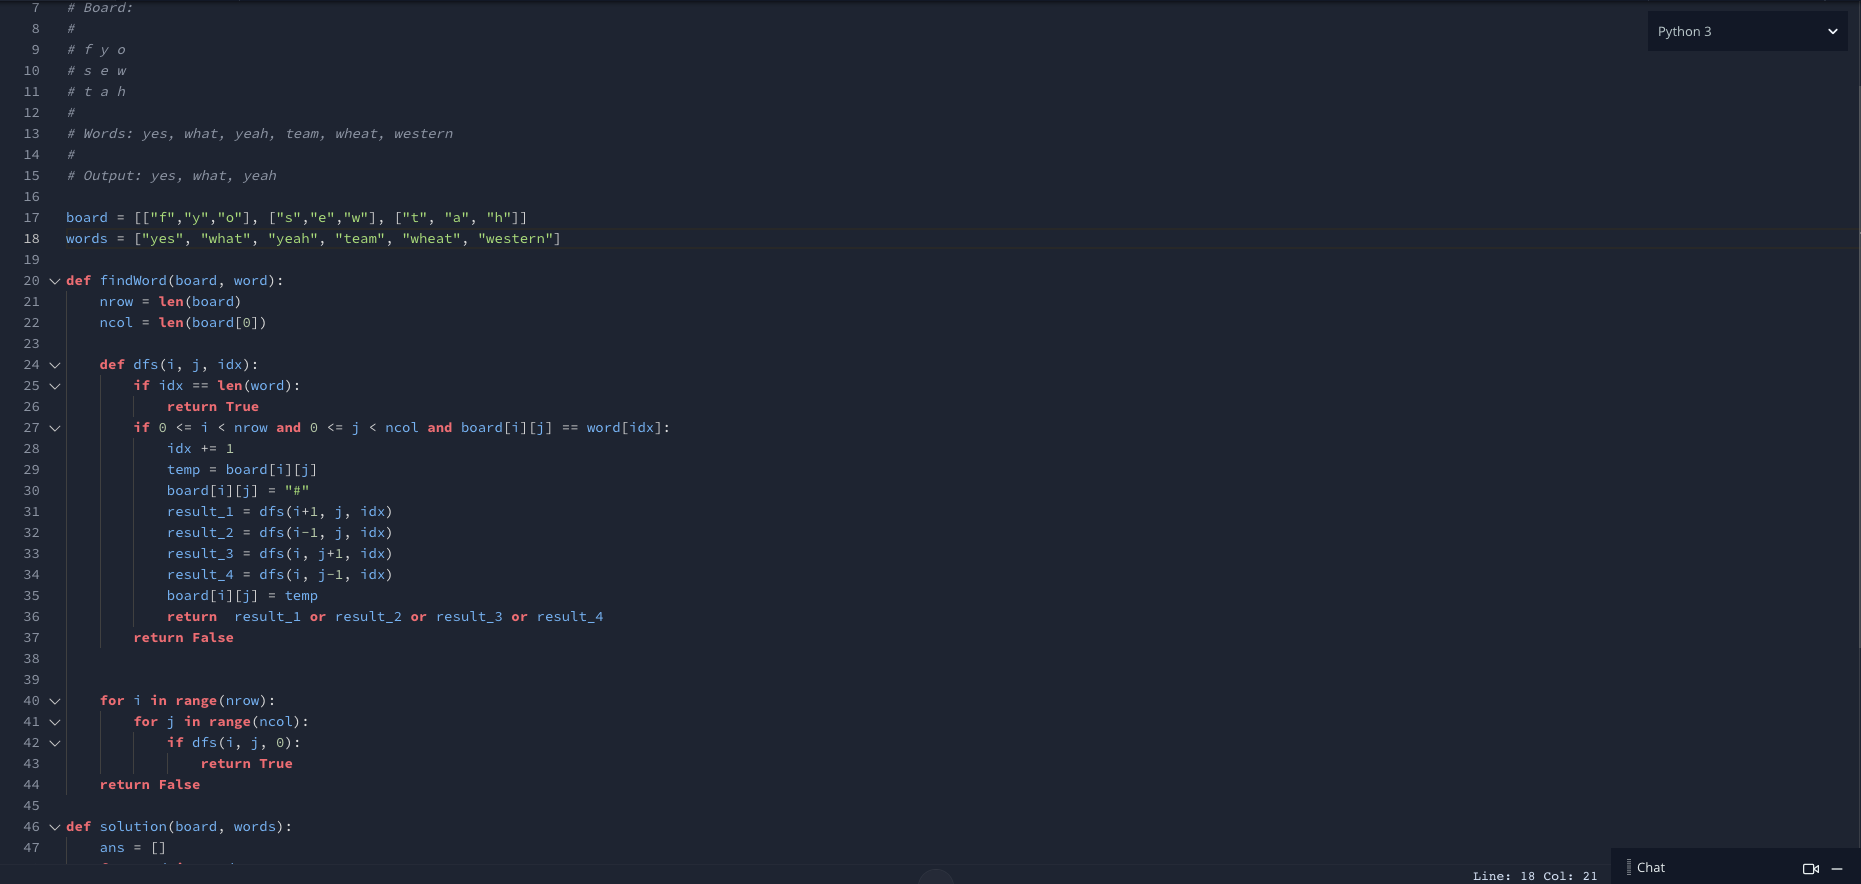 7 # Board:
8 #
9 # f y o
10 # s e w
11 # t a h
12 #
13 # Words: yes, what, yeah, team, wheat, western
14 #
15 # Output: yes, what, yeah
16
17 board = [["f","y","o"], ["s","e","w"], ["t", "a", "h"]]
18 words = ["yes", "what", "yeah", "team", "wheat", "western"]
19
20 def findWord(board, word):
21     nrow = len(board)
22     ncol = len(board[0])
23
24     def dfs(i, j, idx):
25         if idx == len(word):
26             return True
27         if 0 <= i < nrow and 0 <= j < ncol and board[i][j] == word[idx]:
28             idx += 1
29             temp = board[i][j]
30             board[i][j] = "#"
31             result_1 = dfs(i+1, j, idx)
32             result_2 = dfs(i-1, j, idx)
33             result_3 = dfs(i, j+1, idx)
34             result_4 = dfs(i, j-1, idx)
35             board[i][j] = temp
36             return  result_1 or result_2 or result_3 or result_4
37         return False
38
39
40     for i in range(nrow):
41         for j in range(ncol):
42             if dfs(i, j, 0):
43                 return True
44     return False
45
46 def solution(board, words):
47     ans = []
Python 3
Chat
Line: 18 Col: 21